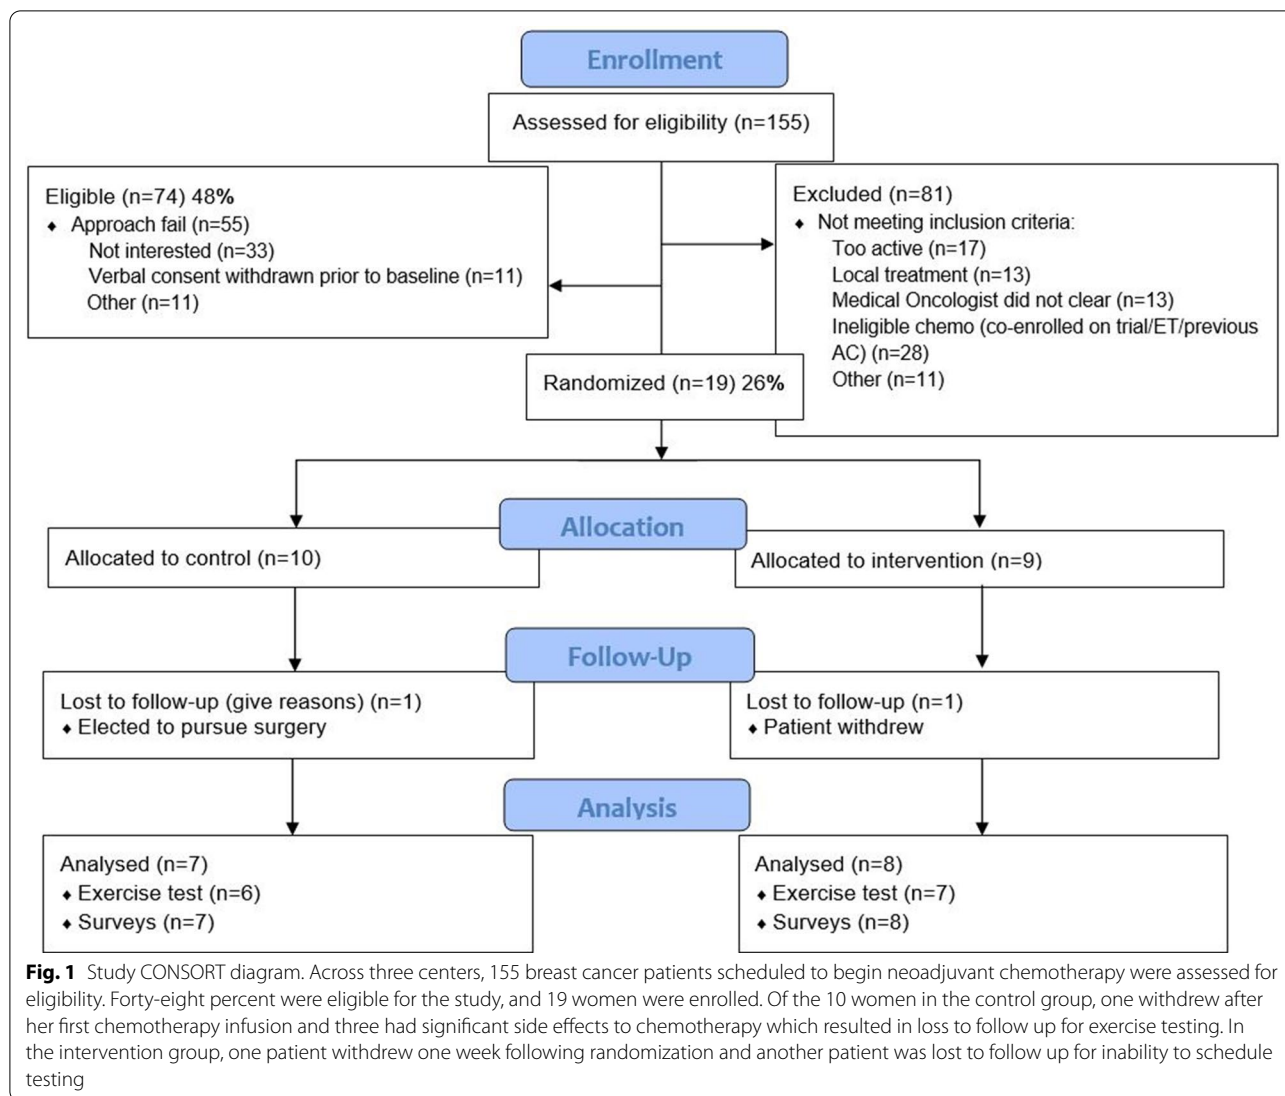 Enrollment
Assessed for eligibility (n=155)
Eligible (n=74) 48%
♦ Approach fail (n=55)
Not interested (n=33)
Verbal consent withdrawn prior to baseline (n=11)
Other (n=11)
Excluded (n=81)
♦ Not meeting inclusion criteria:
Too active (n=17)
Local treatment (n=13)
Medical Oncologist did not clear (n=13)
Ineligible chemo (co-enrolled on trial/ET/previous
AC) (n=28)
Other (n=11)
Randomized (n=19) 26%
Allocation
Allocated to control (n=10)
Allocated to intervention (n=9)
Follow-Up
Lost to follow-up (give reasons) (n=1)
♦ Elected to pursue surgery
Lost to follow-up (n=1)
♦ Patient withdrew
Analysis
Analysed (n=7)
♦ Exercise test (n=6)
♦ Surveys (n=7)
Analysed (n=8)
♦ Exercise test (n=7)
♦ Surveys (n=8)
Fig. 1 Study CONSORT diagram. Across three centers, 155 breast cancer patients scheduled to begin neoadjuvant chemotherapy were assessed for
eligibility. Forty-eight percent were eligible for the study, and 19 women were enrolled. Of the 10 women in the control group, one withdrew after
her first chemotherapy infusion and three had significant side effects to chemotherapy which resulted in loss to follow up for exercise testing. In
the intervention group, one patient withdrew one week following randomization and another patient was lost to follow up for inability to schedule
testing